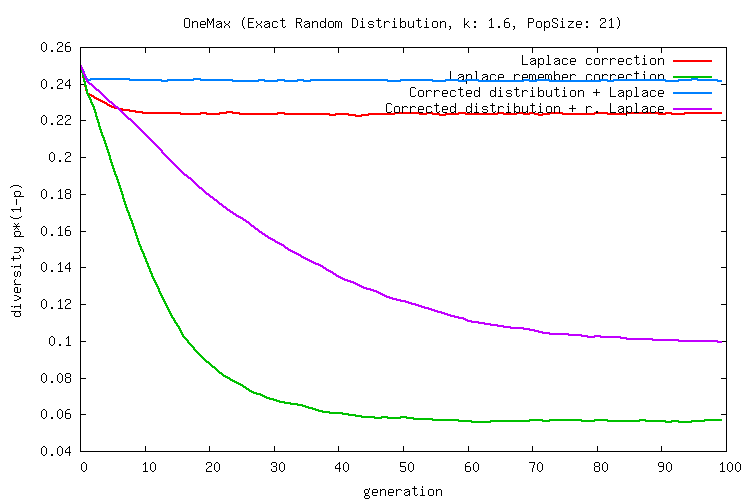 OneMax (Exact Random Distribution, k: 1.6, PopSize: 21)
0.26
0.24
0.22
0.2
0.18
0.16
0.14
0.12
0.1
0.08
0.06
0.04
diversity p*(1-p)
Laplace correction
Laplace remember correction
Corrected distribution + Laplace
Corrected distribution + r. Laplace
0 10 20 30 40 50 60 70 80 90 100
generation